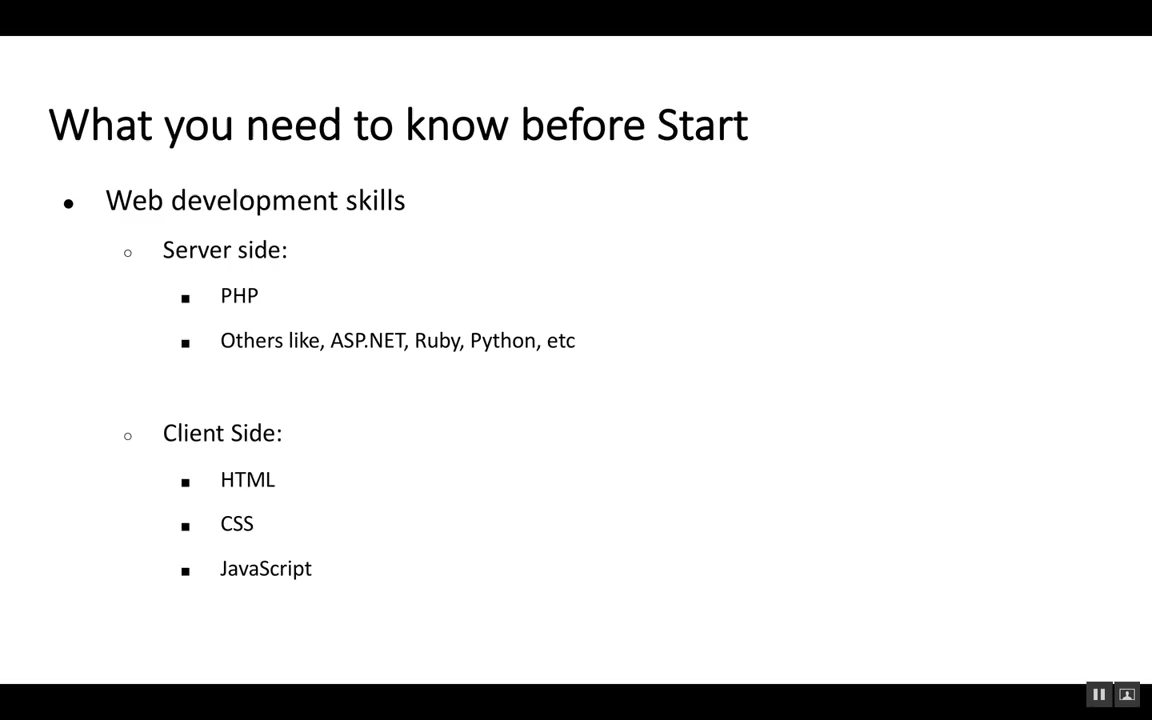 What you need to know before Start
Web development skills
Server side:
PHP
Others like, ASP.NET, Ruby, Python, etc
Client Side:
HTML
CSS
JavaScript